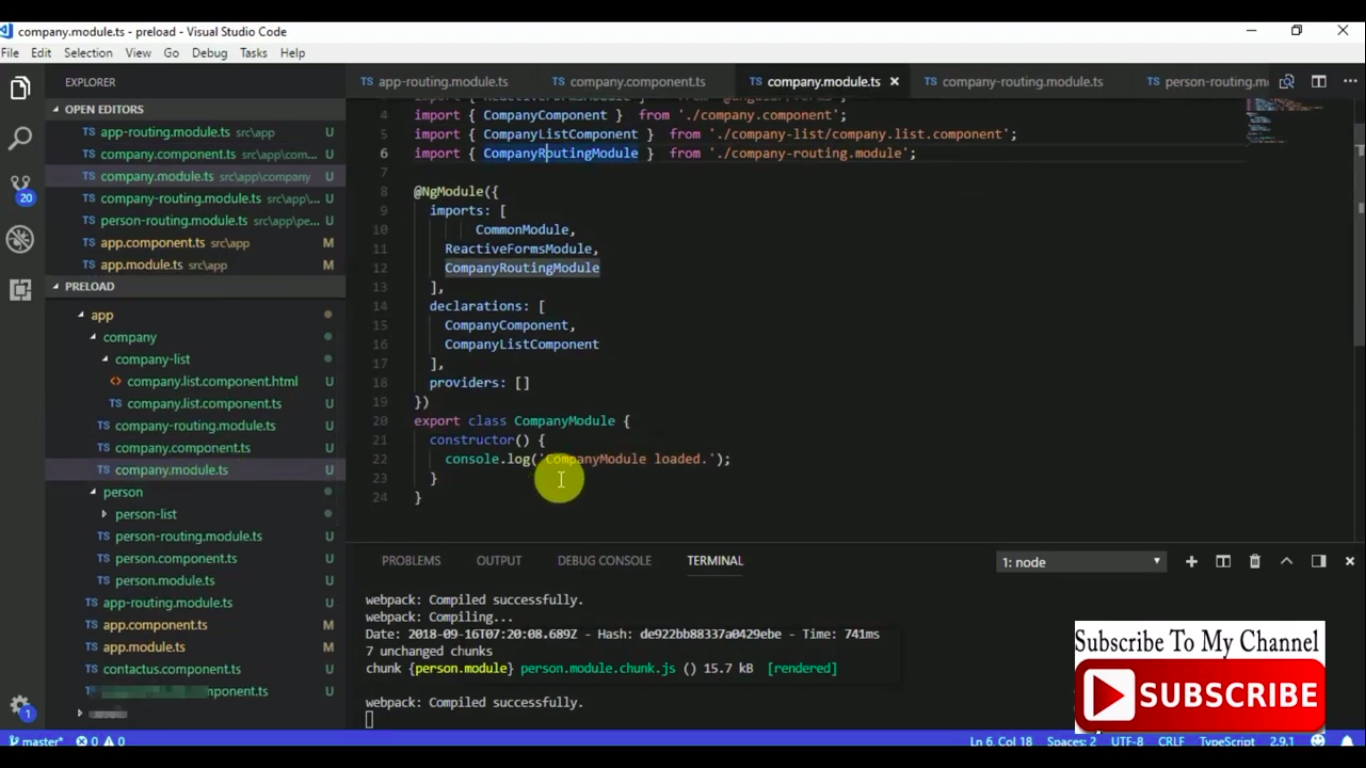 company.module.ts - preload - Visual Studio Code
File Edit Selection View Go Debug Tasks Help
EXPLORER
OPEN EDITORS
TS app-routing.module.ts src\app U
TS company.component.ts src\app\com... U
TS company.module.ts src\app\company U
TS company-routing.module.ts src\app\... U
TS person-routing.module.ts src\app\pe... U
TS app.component.ts src\app M
TS app.module.ts src\app M
20
PRELOAD
app
company
company-list
<> company.list.component.html U
TS company.list.component.ts U
TS company-routing.module.ts U
TS company.component.ts U
TS company.module.ts U
person
person-list
TS person-routing.module.ts U
TS person.component.ts U
TS person.module.ts U
TS app-routing.module.ts U
TS app.component.ts M
TS app.module.ts M
TS contactus.component.ts U
nponent.ts U
1
TS app-routing.module.ts TS company.component.ts TS company.module.ts TS company-routing.module.ts TS person-routing.m
import { ReactiveFormsModule } from '@angular/forms';
4 import { CompanyComponent } from './company.component';
5 import { CompanyListComponent } from './company-list/company.list.component';
6 import { CompanyRoutingModule } from './company-routing.module';
7
8 @NgModule({
9 imports: [
10 CommonModule,
11 ReactiveFormsModule,
12 CompanyRoutingModule
13 ],
14 declarations: [
15 CompanyComponent,
16 CompanyListComponent
17 ],
18 providers: []
19 })
20 export class CompanyModule {
21 constructor() {
22 console.log('CompanyModule loaded.');
23 }
24 }
PROBLEMS OUTPUT DEBUG CONSOLE TERMINAL 1: node
webpack: Compiled successfully.
webpack: Compiling...
Date: 2018-09-16T07:20:08.689Z - Hash: de922bb88337a0429ebe - Time: 741ms
7 unchanged chunks
chunk {person.module} person.module.chunk.js () 15.7 kB [rendered]
webpack: Compiled successfully.
Subscribe To My Channel
SUBSCRIBE
master* 0 0 Ln 6, Col 18 Spaces: 2 UTF-8 CRLF TypeScript 2.9.1